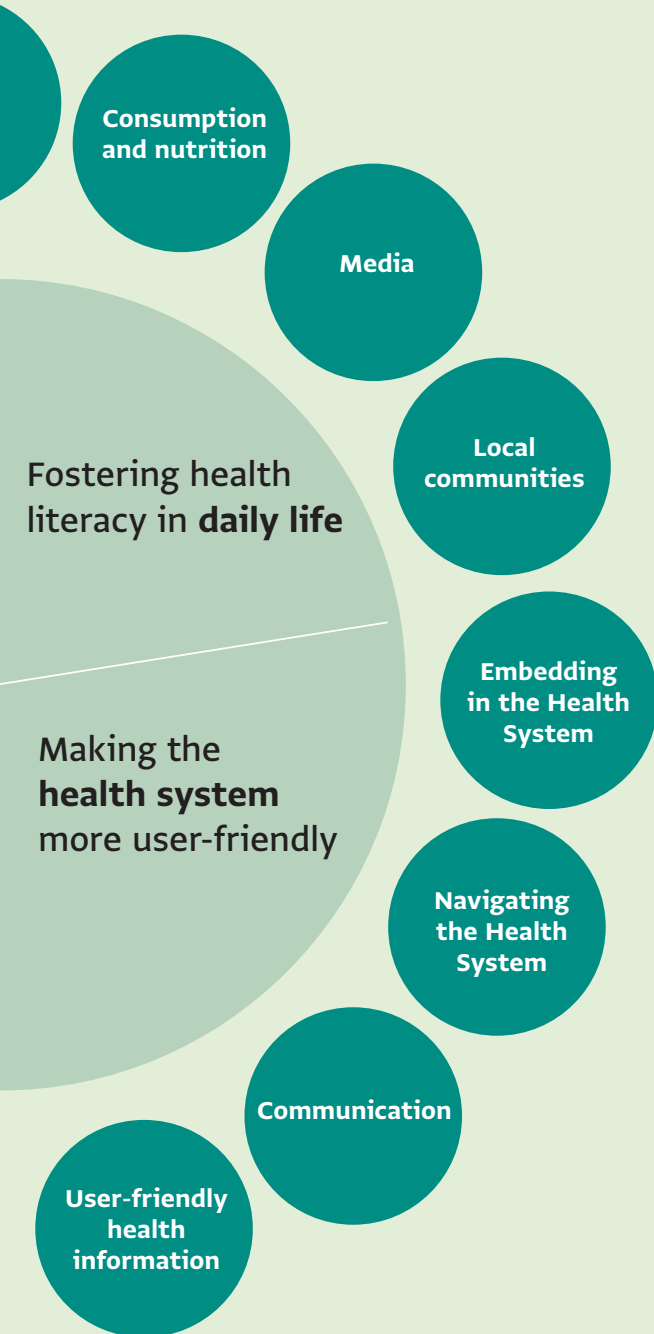 Consumption
and nutrition
Media
Local
communities
Fostering health
literacy in daily life
Embedding
in the Health
System
Making the
health system
more user-friendly
Navigating
the Health
System
Communication
User-friendly
health
information